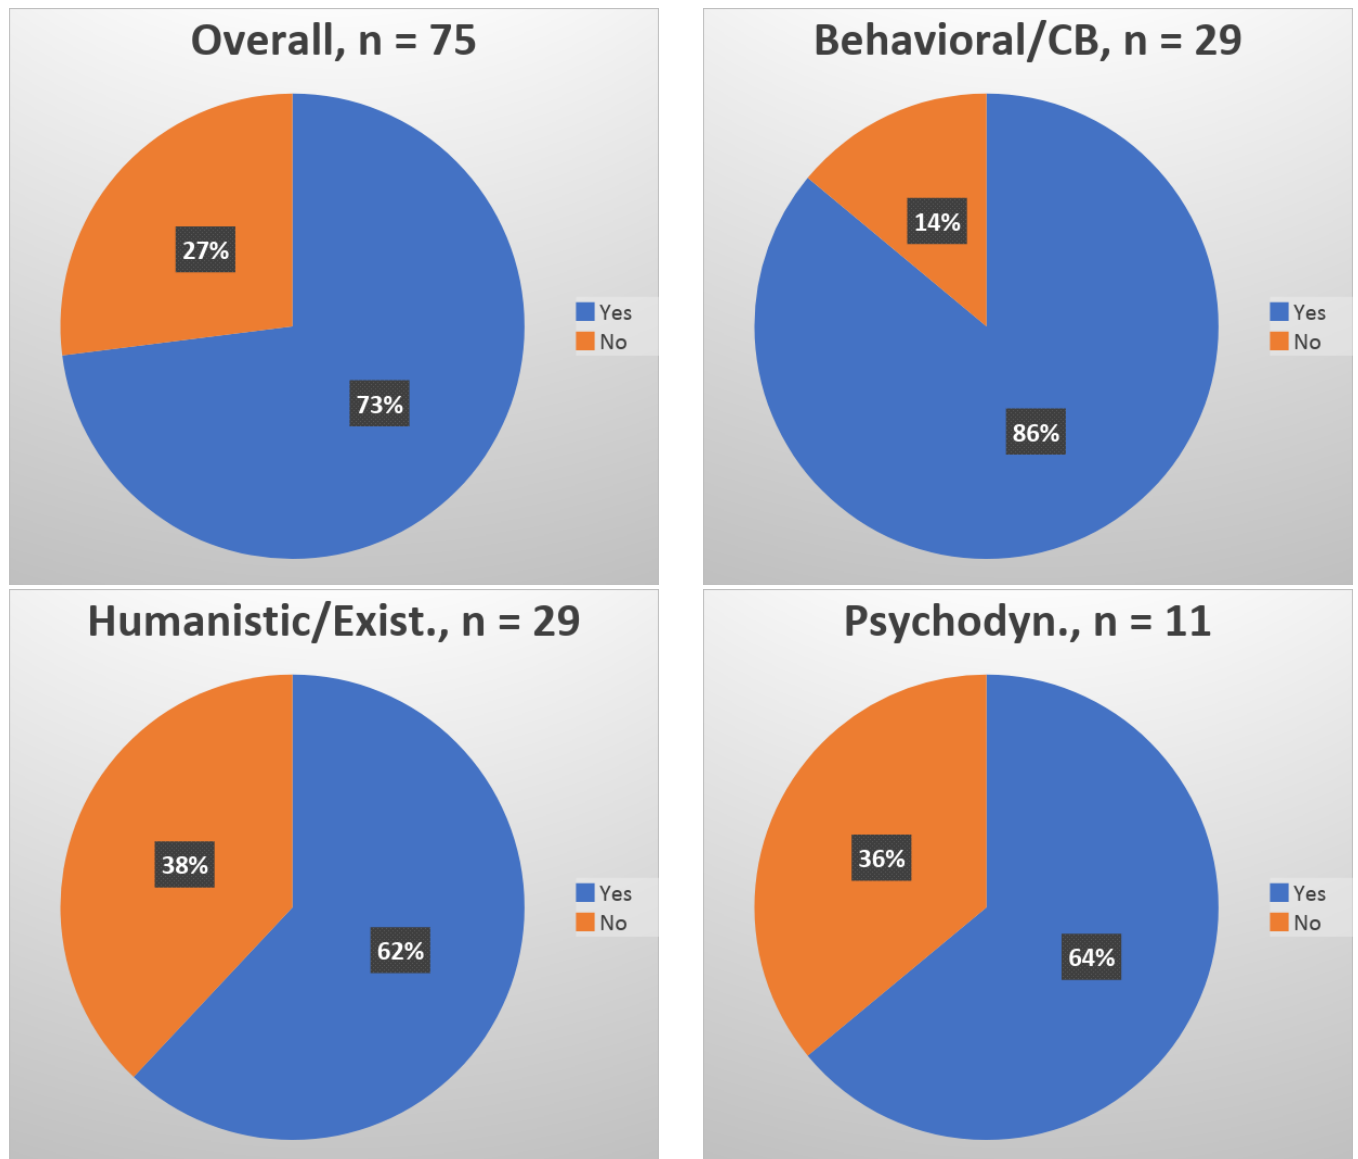 Overall, n = 75
27%
73%
Yes
No
Behavioral/CB, n = 29
14%
86%
Yes
No
Humanistic/Exist., n = 29
38%
62%
Yes
No
Psychodyn., n = 11
36%
64%
Yes
No